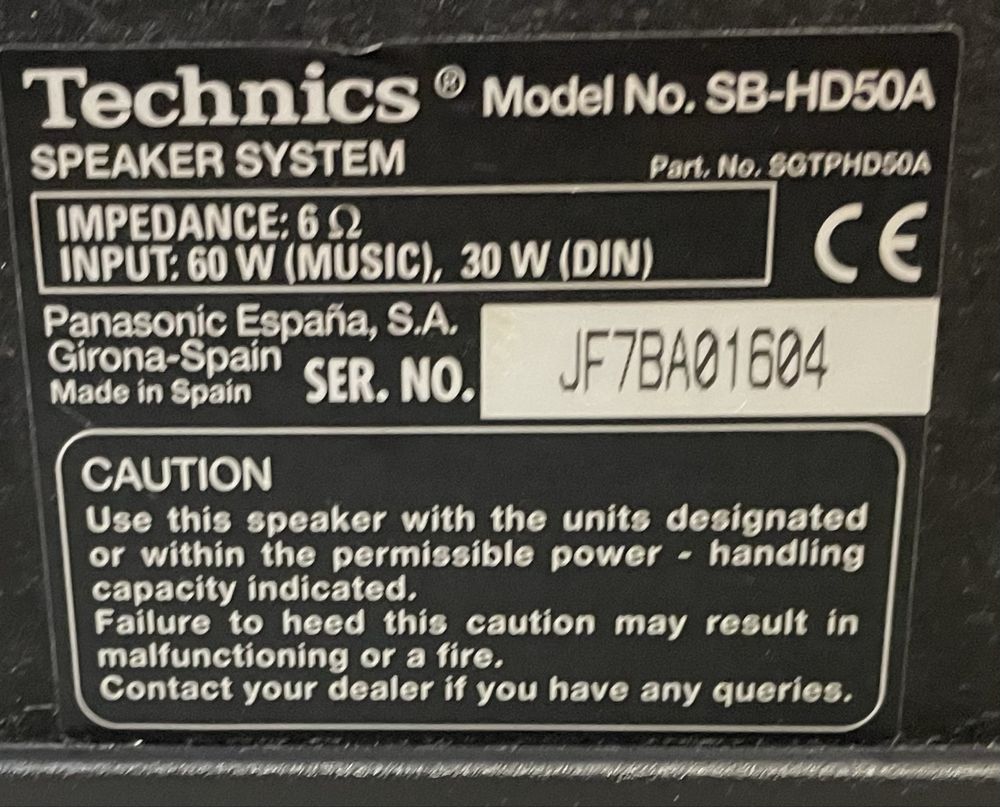 Technics® Model No. SB-HD50A
SPEAKER SYSTEM Part. No. SGTPHD50A
IMPEDANCE: 6 Ω
INPUT: 60 W (MUSIC), 30 W (DIN)
CE
Panasonic España, S.A.
Girona-Spain
Made in Spain
SER. NO. JF7BA01604
CAUTION
Use this speaker with the units designated
or within the permissible power - handling
capacity indicated.
Failure to heed this caution may result in
malfunctioning or a fire.
Contact your dealer if you have any queries.